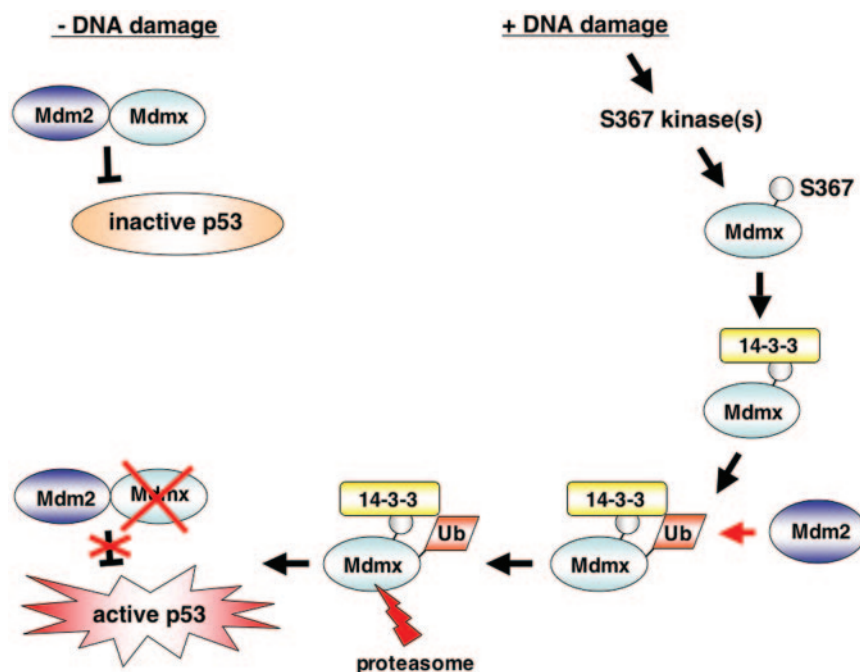 - DNA damage
Mdm2
Mdmx
inactive p53
+ DNA damage
S367 kinase(s)
S367
Mdmx
14-3-3
Mdmx
Mdm2
Ub
14-3-3
Mdmx
14-3-3
Ub
Mdmx
proteasome
Mdm2
Mdmx
active p53